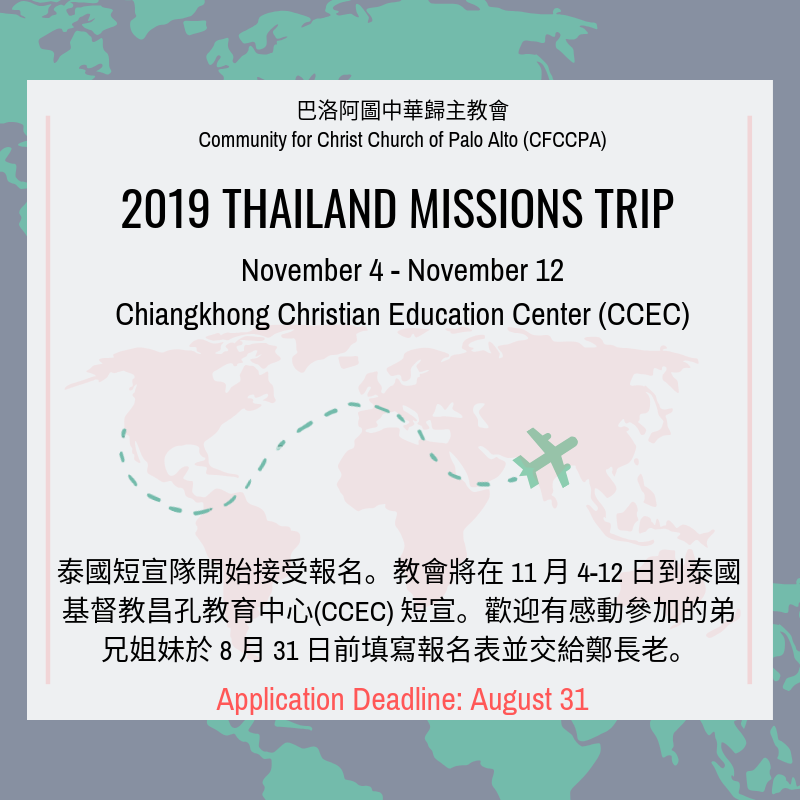 巴洛阿圖中華歸主教會
Community for Christ Church of Palo Alto (CFCCPA)
2019 THAILAND MISSIONS TRIP
November 4 - November 12
Chiangkhong Christian Education Center (CCEC)
泰國短宣隊開始接受報名。教會將在 11 月 4-12 日到泰國
基督教昌孔教育中心(CCEC) 短宣。歡迎有感動參加的弟
兄姐妹於 8 月 31 日前填寫報名表並交給鄭長老。
Application Deadline: August 31